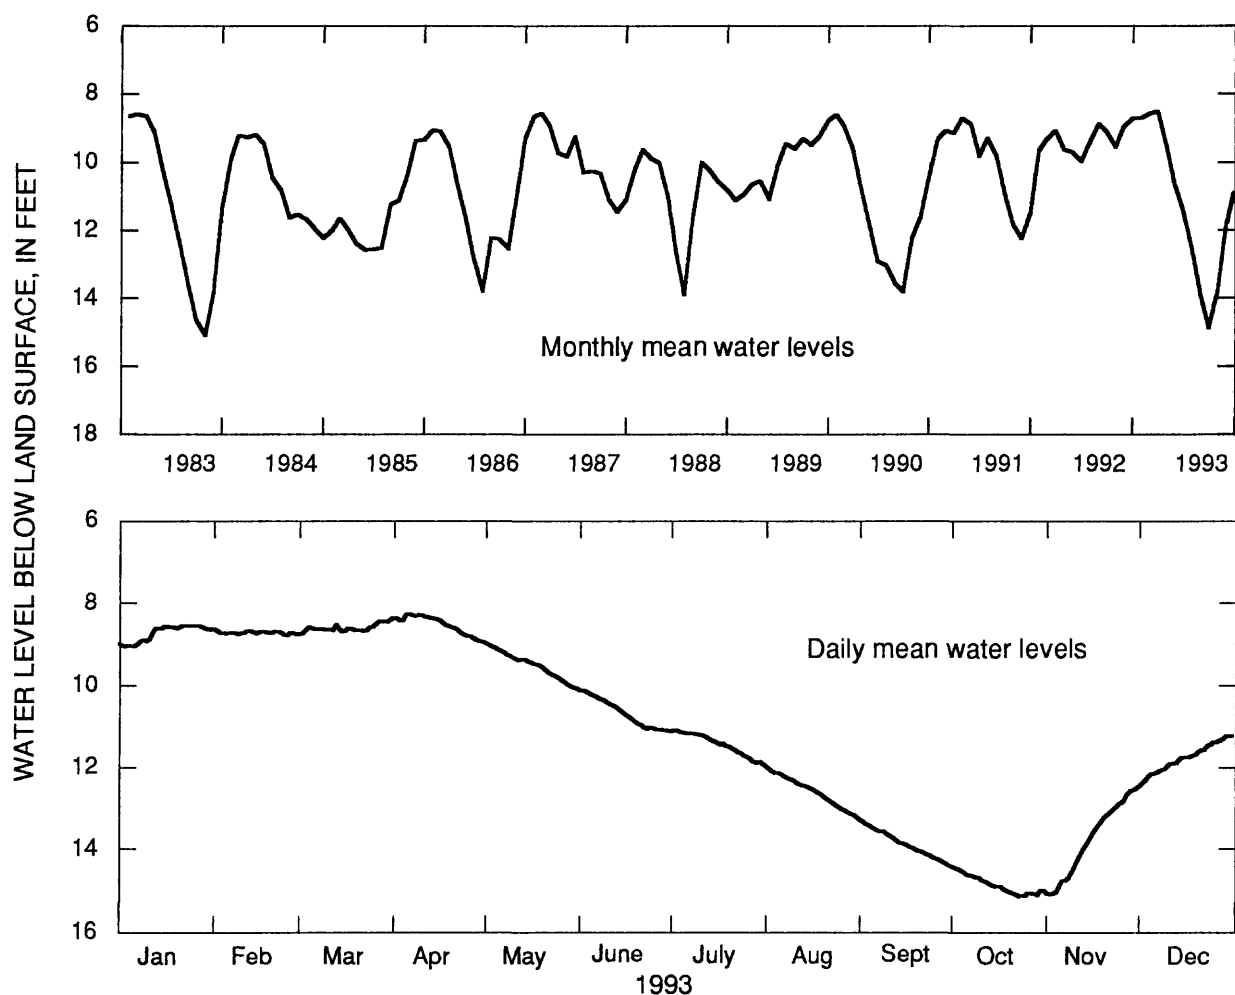 WATER LEVEL BELOW LAND SURFACE, IN FEET
6
8
10
12
14
16
18
Monthly mean water levels
1983 1984 1985 1986 1987 1988 1989 1990 1991 1992 1993
6
8
10
12
14
16
Daily mean water levels
Jan Feb Mar Apr May June July Aug Sept Oct Nov Dec
1993